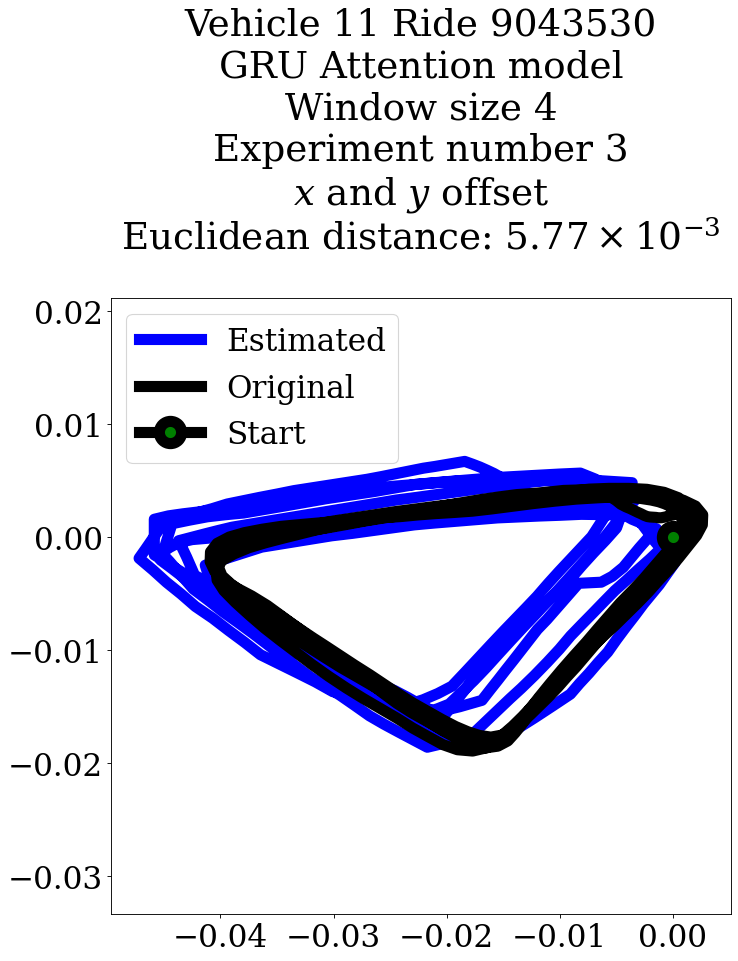 Vehicle 11 Ride 9043530
GRU Attention model
Window size 4
Experiment number 3
x and y offset
Euclidean distance: 5.77 × 10⁻³
0.02
0.01
0.00
−0.01
−0.02
−0.03
Estimated
Original
Start
−0.04 −0.03 −0.02 −0.01 0.00